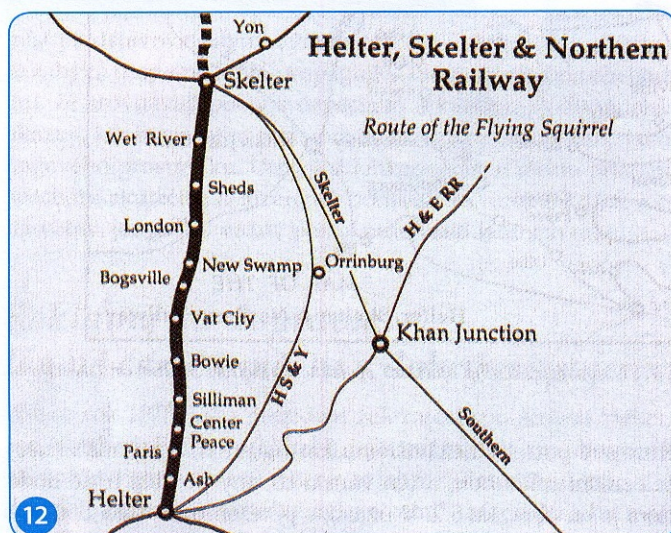 Yon
Helter, Skelter & Northern
Railway
Route of the Flying Squirrel
Skelter
Wet River
Sheds
London
Bogsville
New Swamp
Orrinburg
Skelter
H & E RR
Vat City
Khan Junction
Bowie
HS&Y
Silliman
Center
Peace
Southern
Paris
Ash
Helter
12